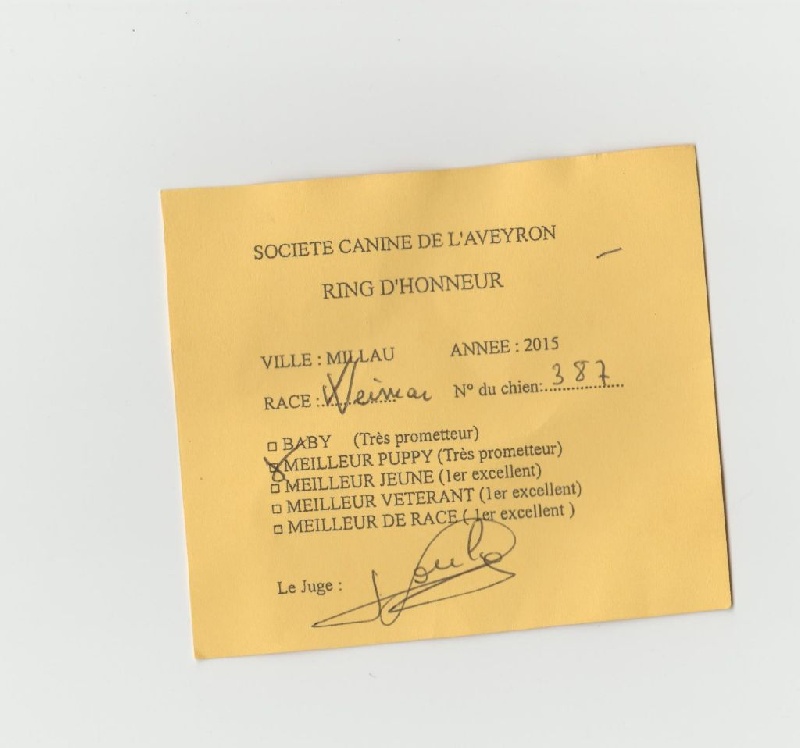 SOCIETE CANINE DE L'AVEYRON
RING D'HONNEUR
VILLE : MILLAU ANNEE : 2015
RACE :.............. Weimar N° du chien:.................. 387
□ BABY (Très prometteur)
☒ MEILLEUR PUPPY (Très prometteur)
□ MEILLEUR JEUNE (1er excellent)
□ MEILLEUR VETERANT (1er excellent)
□ MEILLEUR DE RACE ( 1er excellent )
Le Juge :